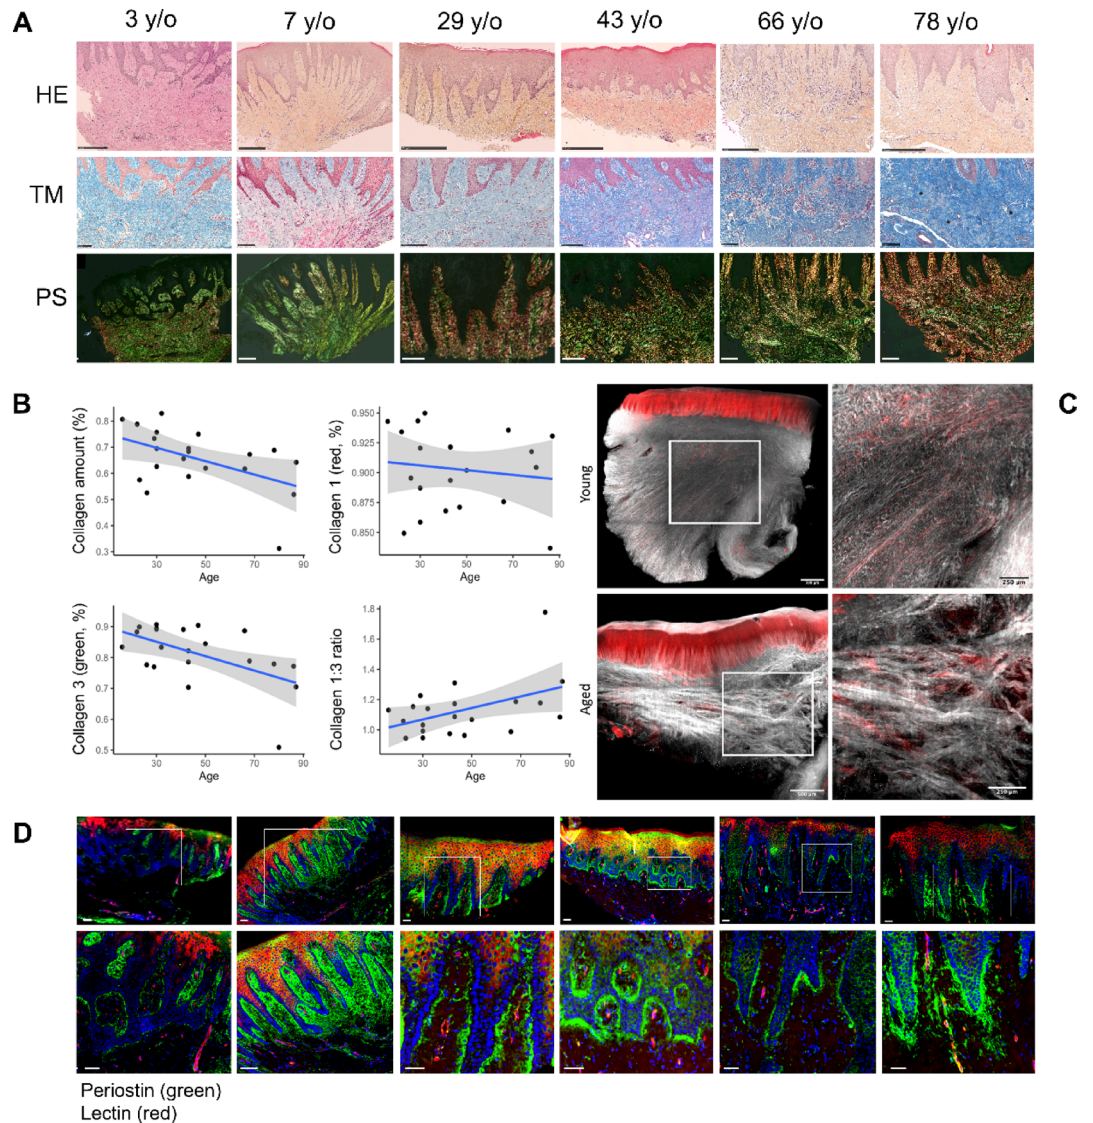 A
3 y/o 7 y/o 29 y/o 43 y/o 66 y/o 78 y/o
HE
TM
PS
B
Collagen amount (%)
0.8
0.7
0.6
0.5
0.4
0.3
10 30 50 70 90
Age
Collagen 1 (red, %)
0.950
0.925
0.900
0.875
0.850
10 30 50 70 90
Age
Collagen 3 (green, %)
0.9
0.8
0.7
0.6
0.5
10 30 50 70 90
Age
Collagen 1:3 ratio
1.8
1.6
1.4
1.2
1.0
10 30 50 70 90
Age
C
Young
250 µm
Aged
500 µm
250 µm
D
Periostin (green)
Lectin (red)